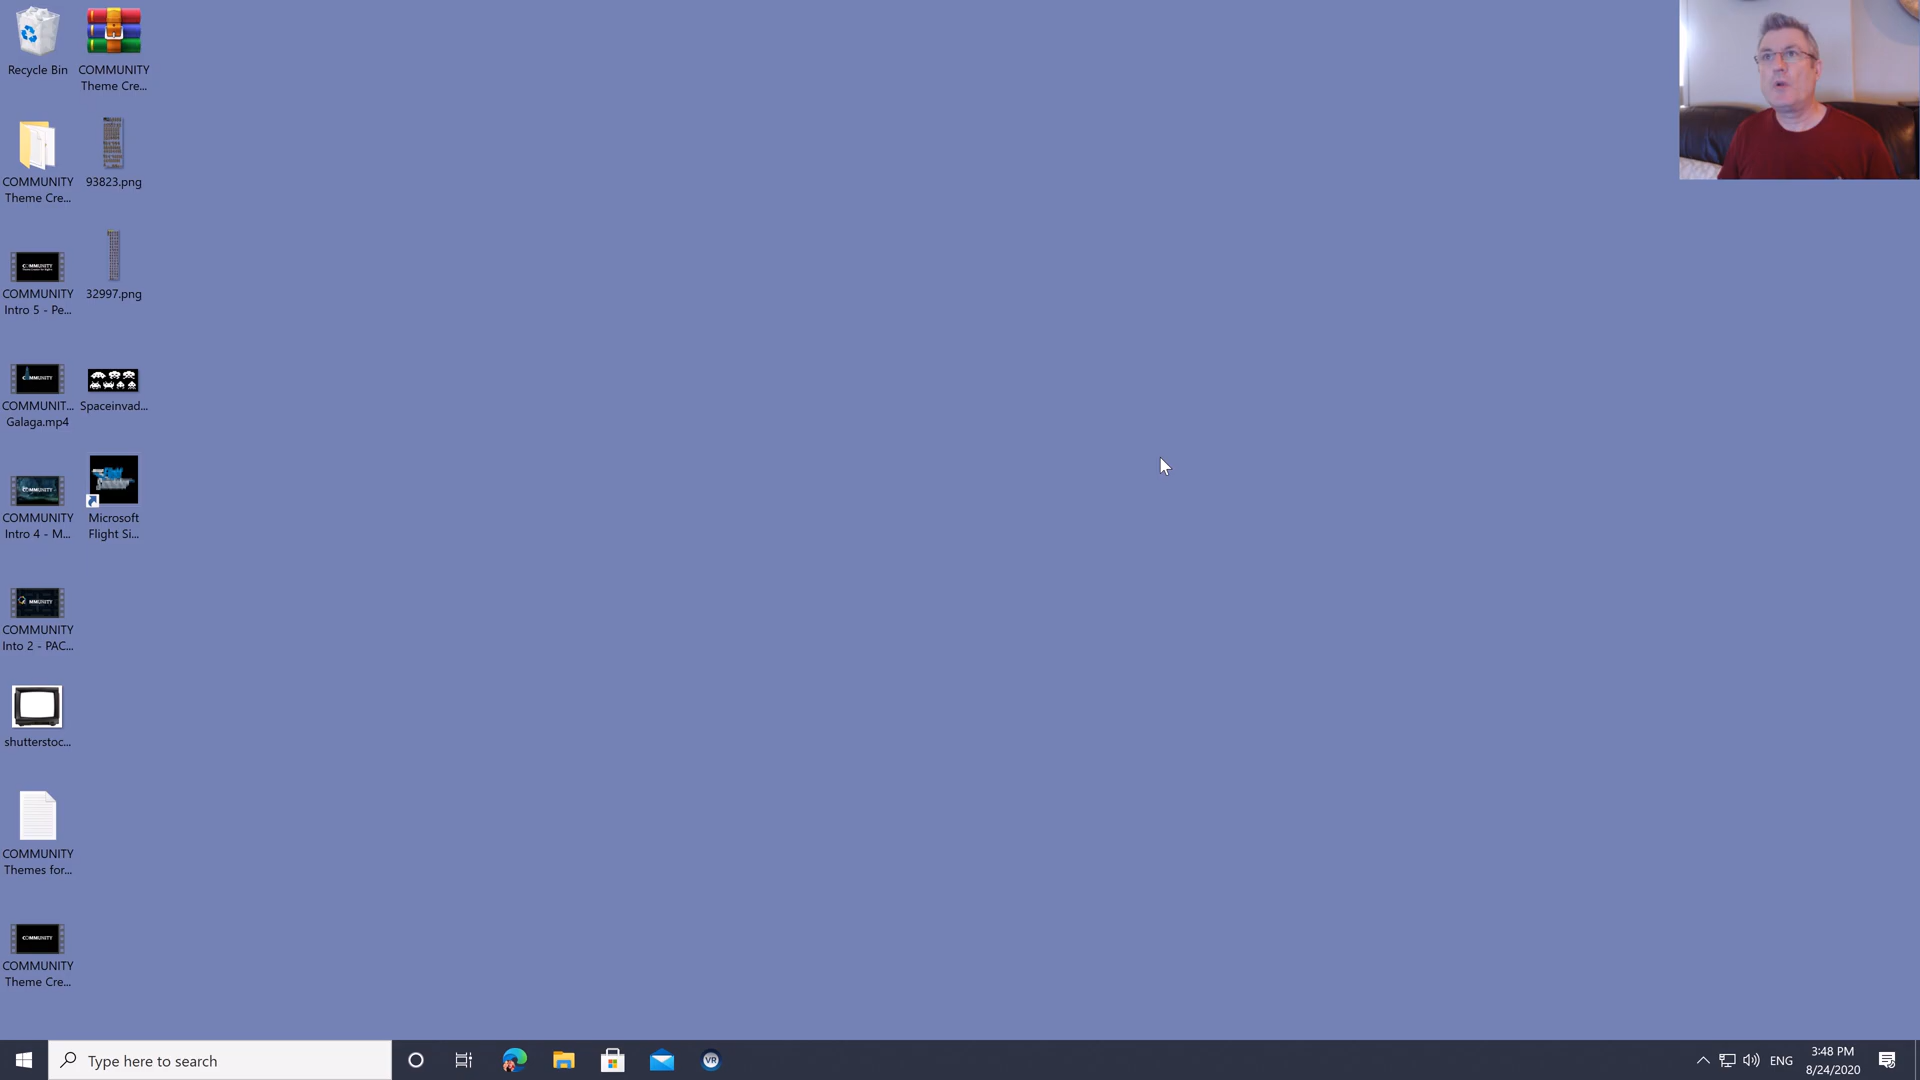 Recycle Bin
COMMUNITY
Theme Cre...
COMMUNITY
Theme Cre...
93823.png
COMMUNITY
Intro 5 - Pe...
32997.png
COMMUNIT...
Galaga.mp4
Spaceinvad...
COMMUNITY
Intro 4 - M...
Microsoft
Flight Si...
COMMUNITY
Into 2 - PAC...
shutterstoc...
COMMUNITY
Themes for...
COMMUNITY
COMMUNITY
Theme Cre...
Type here to search
VR
ENG
3:48 PM
8/24/2020